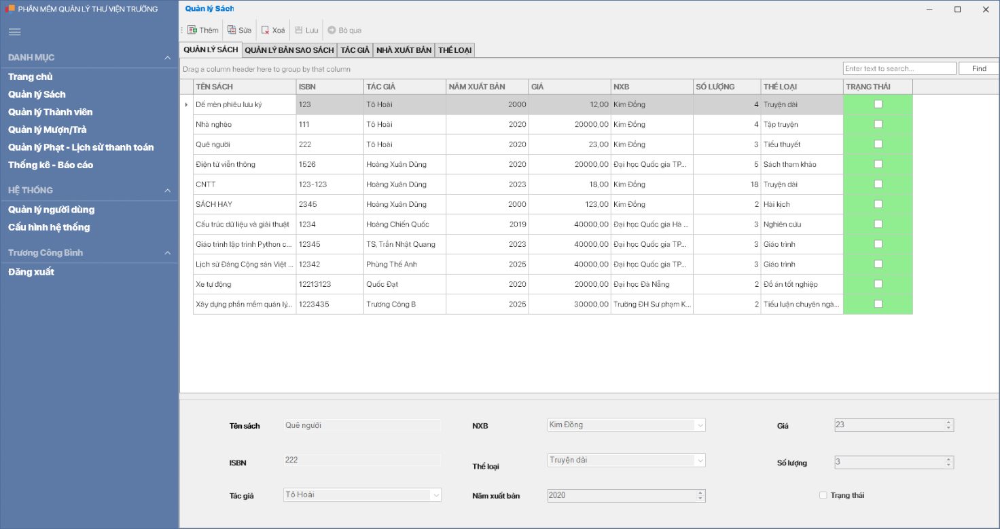 PHẦN MỀM QUẢN LÝ THƯ VIỆN TRƯỜNG
Quản lý Sách
Thêm Sửa Xoá Lưu Bỏ qua
DANH MỤC
Trang chủ
Quản lý Sách
Quản lý Thành viên
Quản lý Mượn/Trả
Quản lý Phạt - Lịch sử thanh toán
Thống kê - Báo cáo
HỆ THỐNG
Quản lý người dùng
Cấu hình hệ thống
Trương Công Bình
Đăng xuất
QUẢN LÝ SÁCH QUẢN LÝ BẢN SAO SÁCH TÁC GIẢ NHÀ XUẤT BẢN THỂ LOẠI
Drag a column header here to group by that column
Enter text to search... Find
TÊN SÁCH ISBN TÁC GIẢ NĂM XUẤT BẢN GIÁ NXB SỐ LƯỢNG THỂ LOẠI TRẠNG THÁI
Dế mèn phiêu lưu ký 123 Tô Hoài 2000 12,00 Kim Đồng 4 Truyện dài
Nhà nghèo 111 Tô Hoài 2020 20000,00 Kim Đồng 4 Tập truyện
Quê người 222 Tô Hoài 2020 23,00 Kim Đồng 3 Tiểu thuyết
Điện tử viễn thông 1526 Hoàng Xuân Dũng 2020 20000,00 Đại học Quốc gia TP... 5 Sách tham khảo
CNTT 123-123 Hoàng Xuân Dũng 2023 18,00 Kim Đồng 18 Truyện dài
SÁCH HAY 2345 Hoàng Xuân Dũng 2000 123,00 Kim Đồng 2 Hài kịch
Cấu trúc dữ liệu và giải thuật 1234 Hoàng Chiến Quốc 2019 40000,00 Đại học Quốc gia Hà ... 3 Nghiên cứu
Giáo trình lập trình Python c... 12345 TS, Trần Nhật Quang 2023 40000,00 Đại học Quốc gia TP... 3 Giáo trình
Lịch sử Đảng Cộng sản Việt ... 12342 Phùng Thế Anh 2025 40000,00 Đại học Quốc gia TP... 3 Giáo trình
Xe tự động 12213123 Quốc Đạt 2020 20000,00 Đại học Đà Nẵng 2 Đồ án tốt nghiệp
Xây dựng phần mềm quản lý... 1223435 Trương Công B 2025 30000,00 Trường ĐH Sư phạm K... 2 Tiểu luận chuyên ngà...
Tên sách Quê người NXB Kim Đồng Giá 23
ISBN 222 Thể loại Truyện dài Số lượng 3
Tác giả Tô Hoài Năm xuất bản 2020 Trạng thái